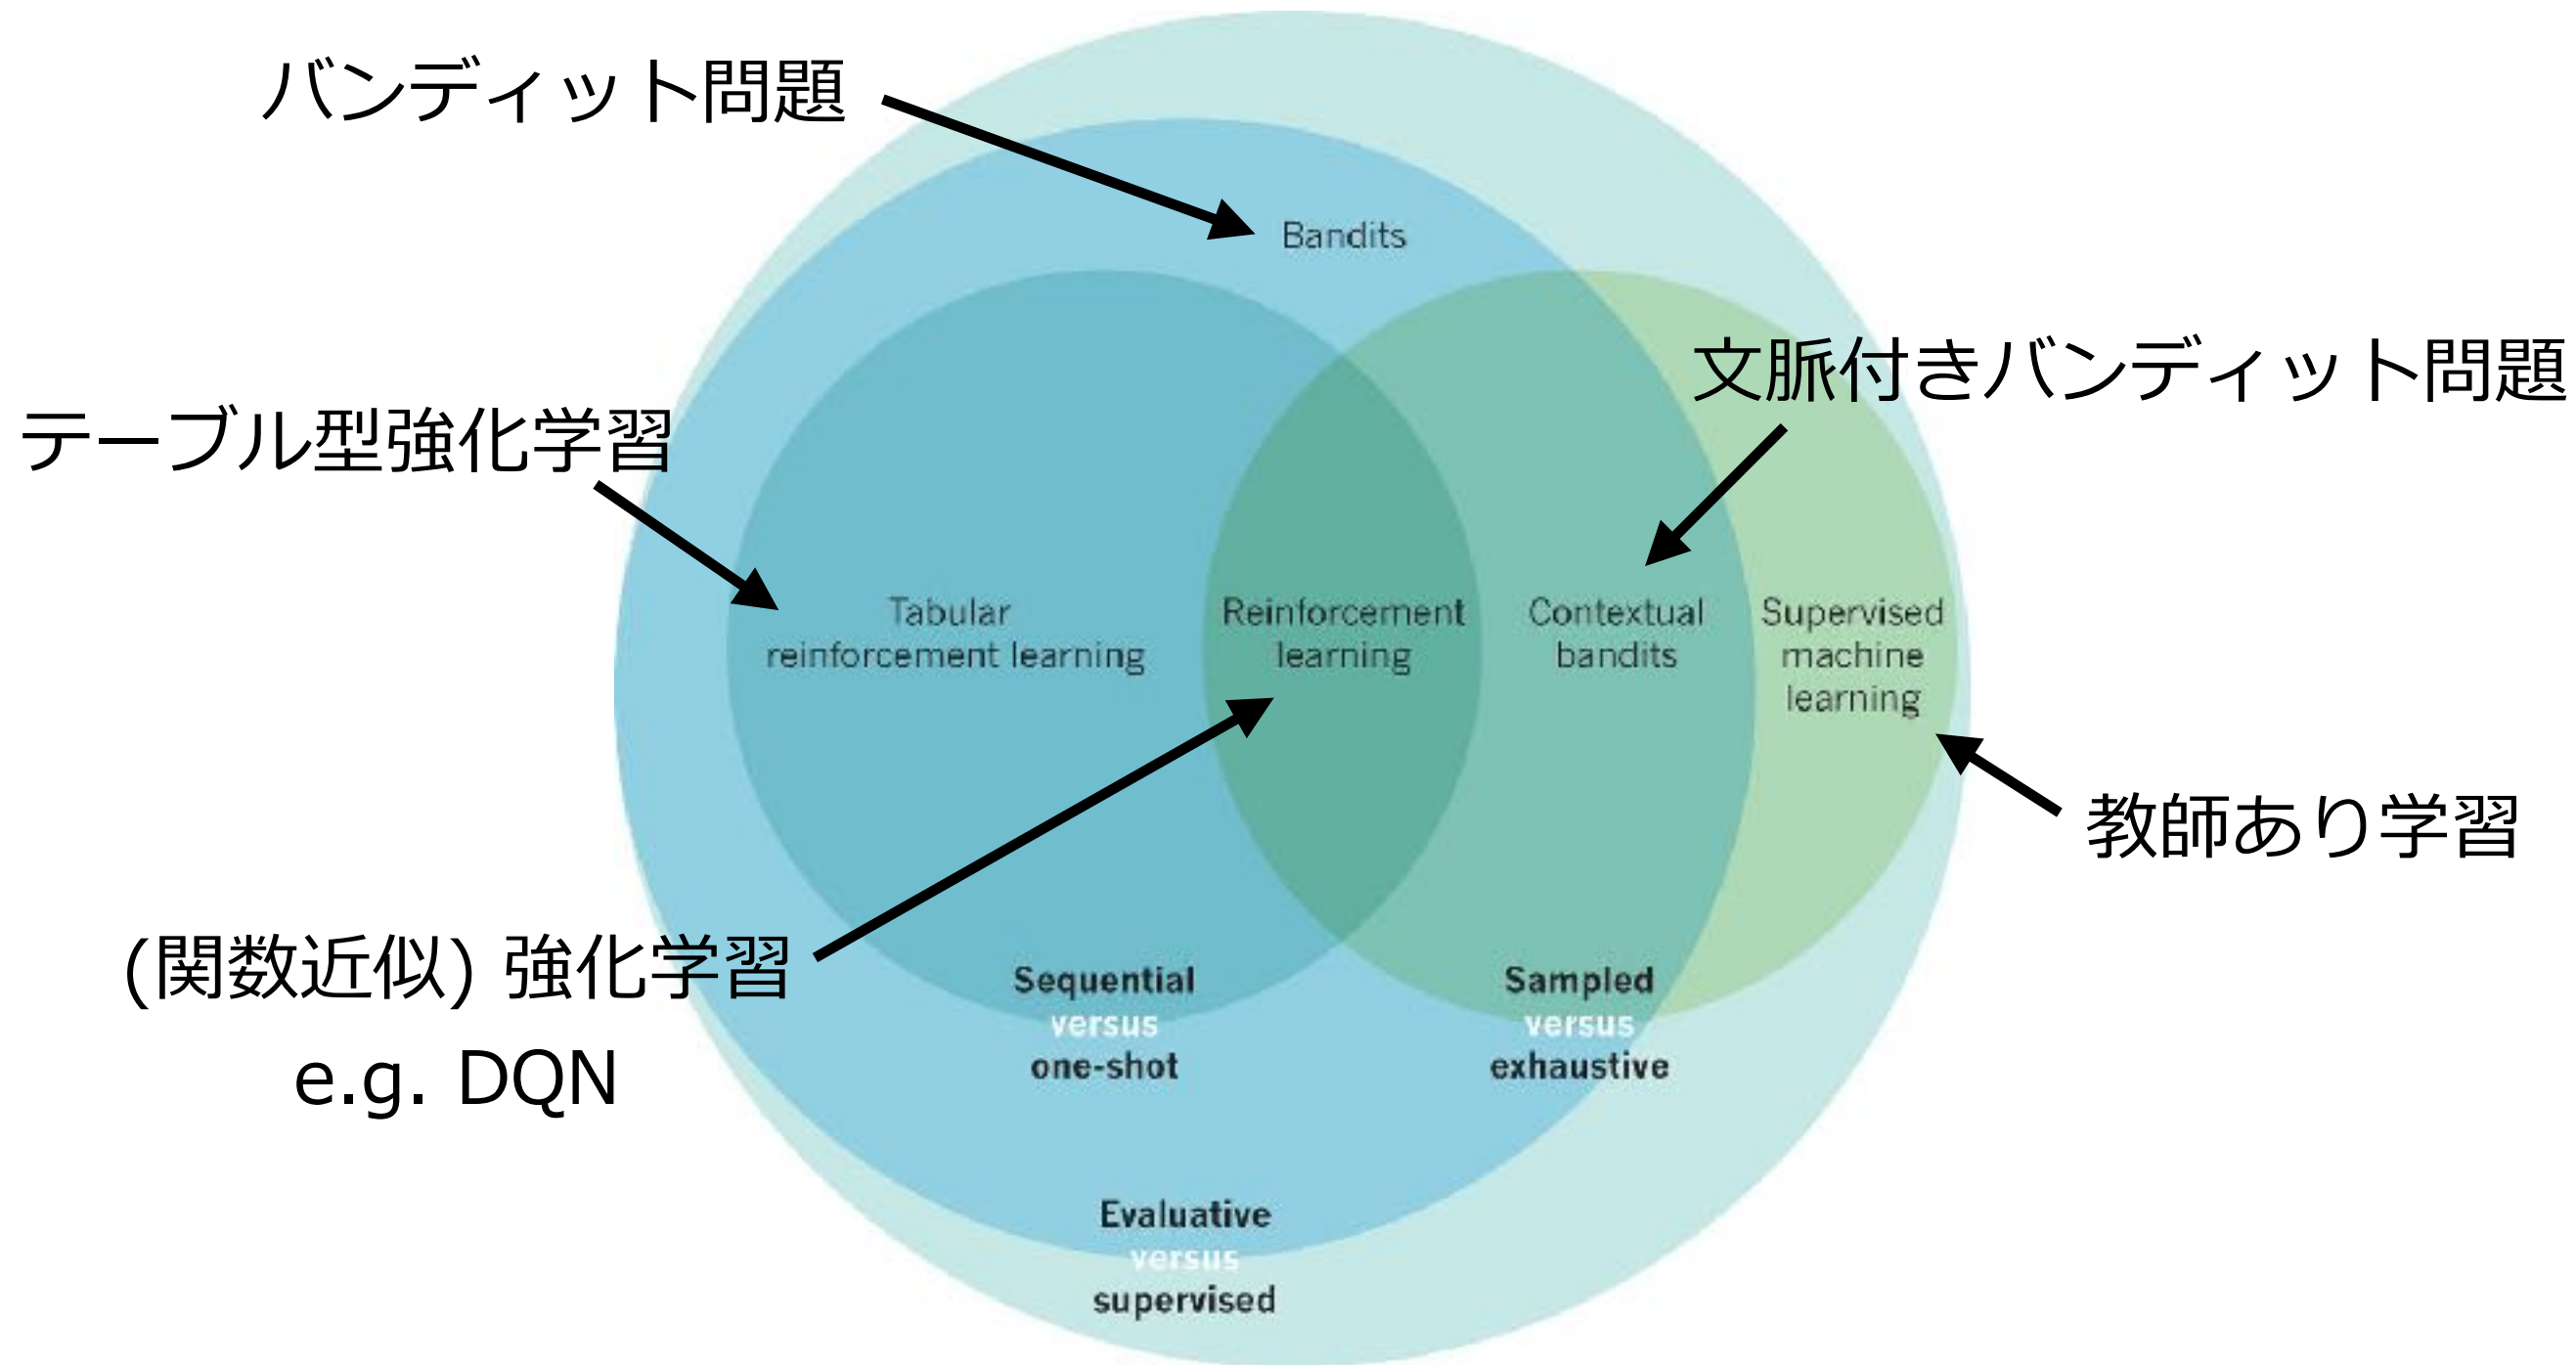 バンディット問題
Bandits
文脈付きバンディット問題
テーブル型強化学習
Tabular
reinforcement learning
Reinforcement
learning
Contextual
bandits
Supervised
machine
learning
教師あり学習
(関数近似) 強化学習
e.g. DQN
Sequential
versus
one-shot
Sampled
versus
exhaustive
Evaluative
versus
supervised